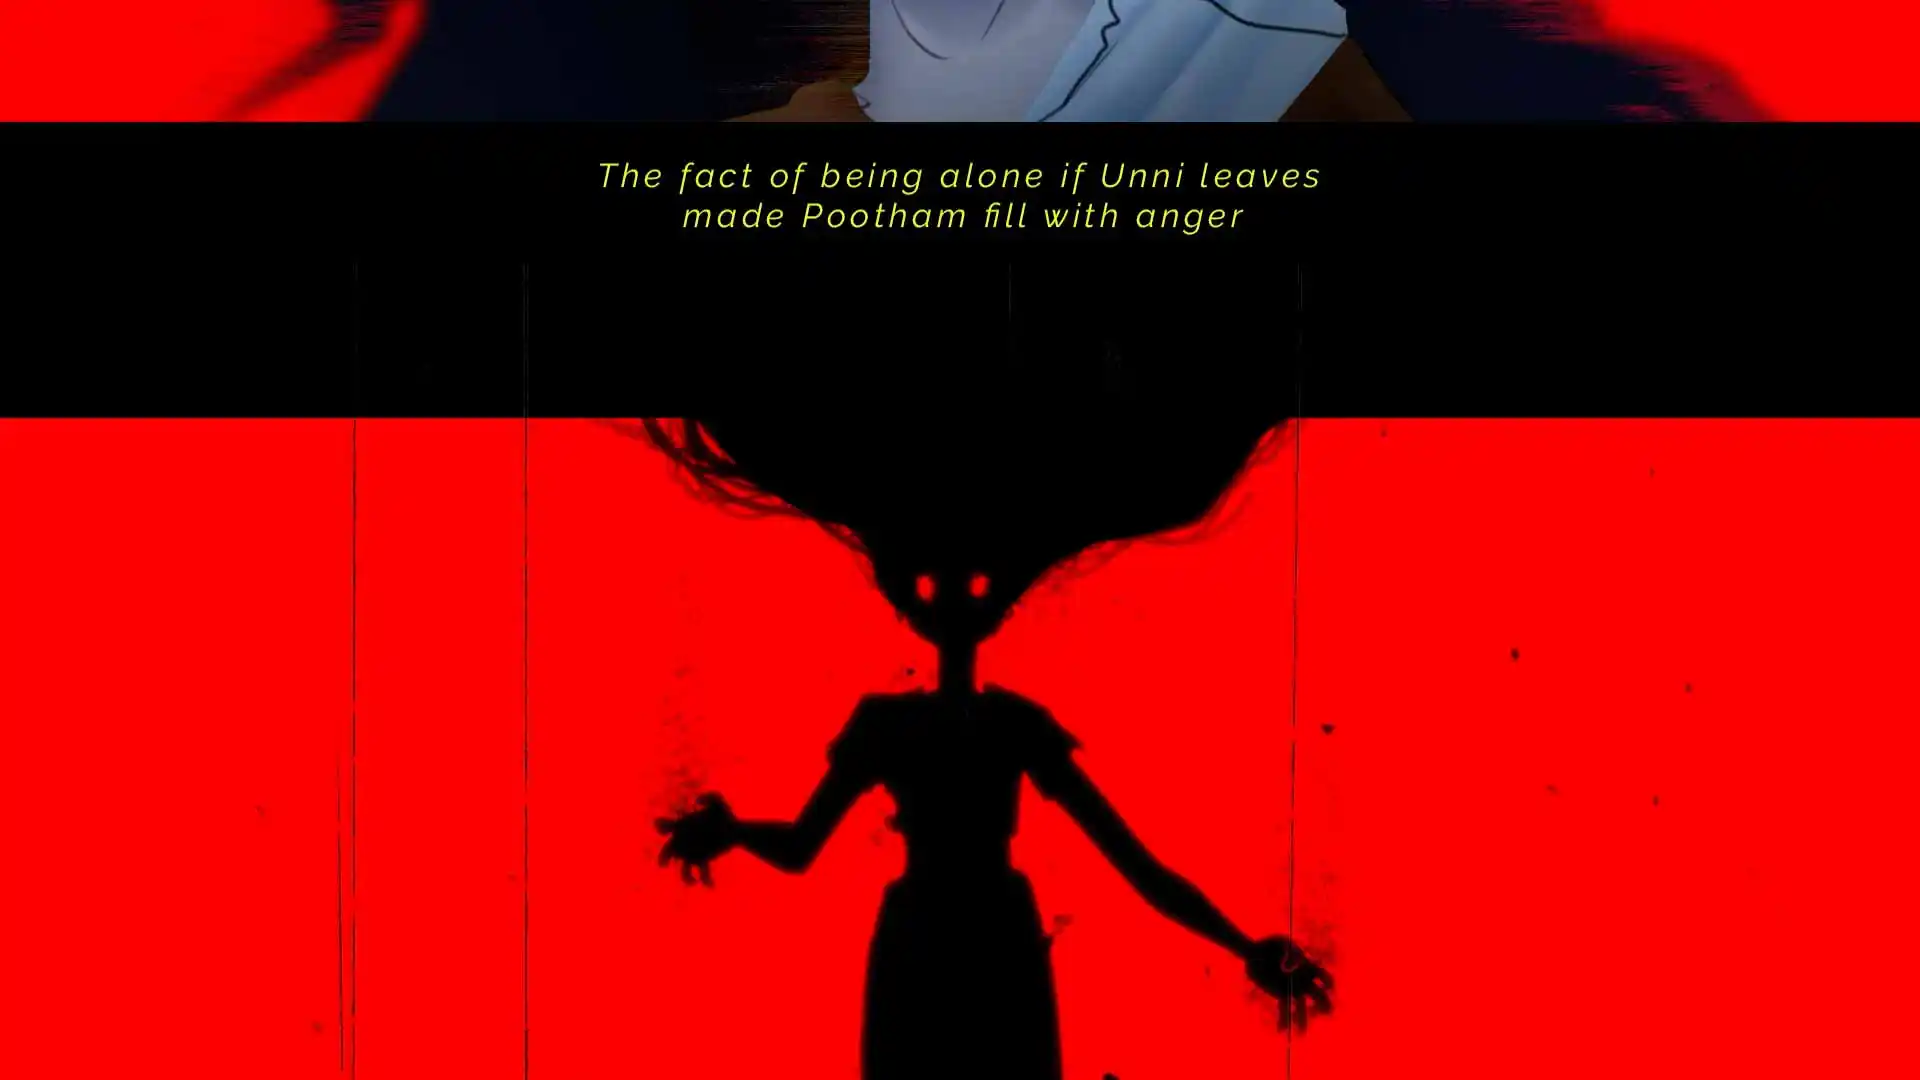 The fact of being alone if Unni leaves
made Pootham fill with anger